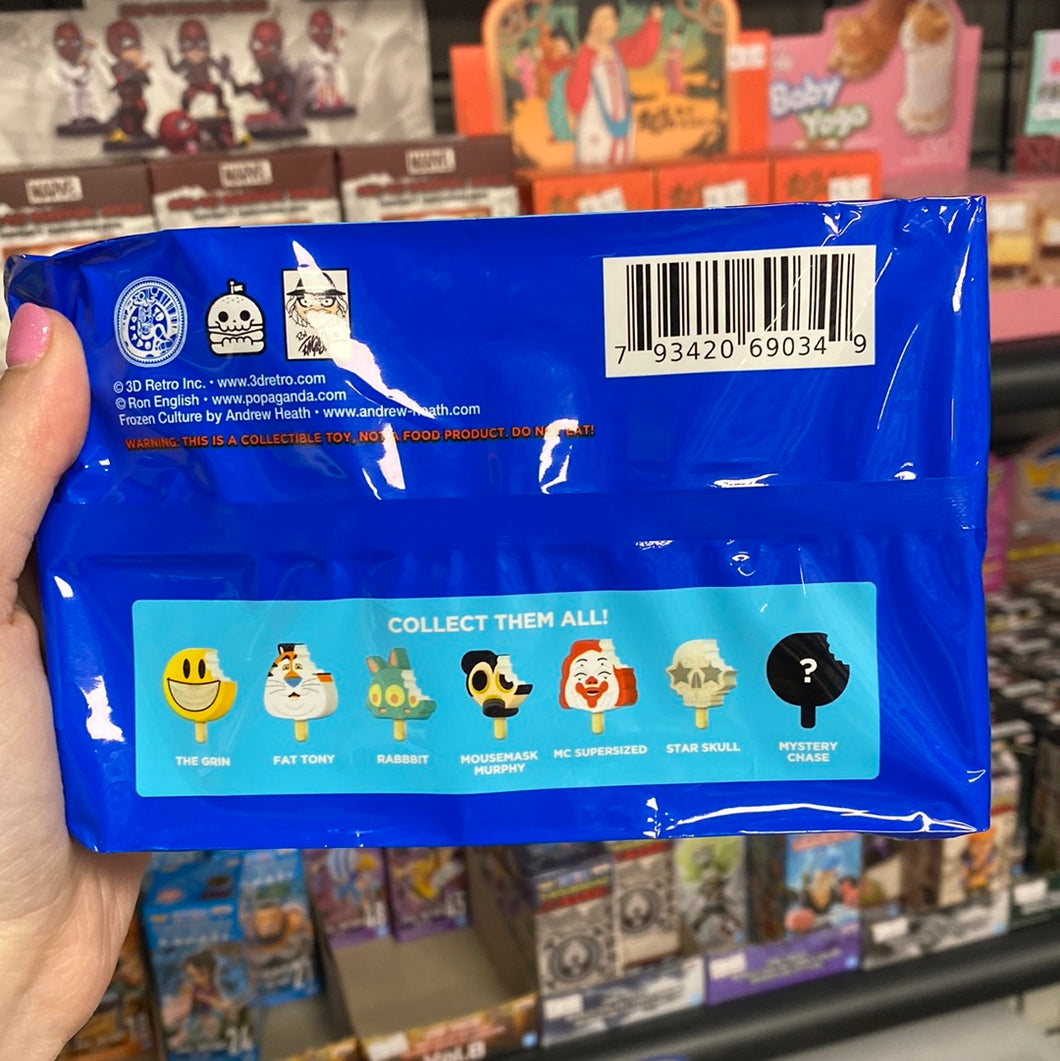 MARVEL
MARVEL
MARVEL
Baby
Yoga
7 93420 69034 9
© 3D Retro Inc. • www.3dretro.com
© Ron English • www.popaganda.com
Frozen Culture by Andrew Heath • www.andrew-heath.com
WARNING: THIS IS A COLLECTIBLE TOY, NOT A FOOD PRODUCT. DO NOT EAT!
COLLECT THEM ALL!
?
THE GRIN
FAT TONY
RABBBIT
MOUSEMASK
MURPHY
MC SUPERSIZED
STAR SKULL
MYSTERY
CHASE